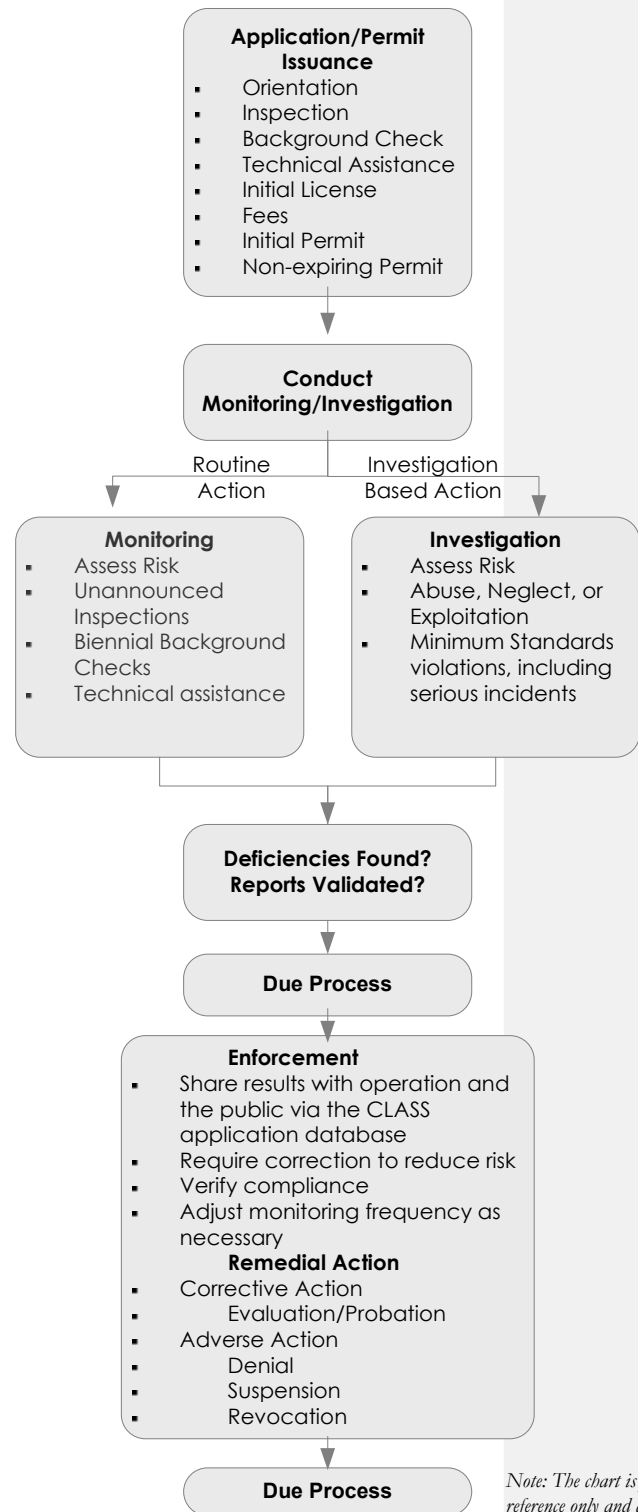 Application/Permit
Issuance
▪ Orientation
▪ Inspection
▪ Background Check
▪ Technical Assistance
▪ Initial License
▪ Fees
▪ Initial Permit
▪ Non-expiring Permit
Conduct
Monitoring/Investigation
Routine
Action
Investigation
Based Action
Monitoring
▪ Assess Risk
▪ Unannounced
Inspections
▪ Biennial Background
Checks
▪ Technical assistance
Investigation
▪ Assess Risk
▪ Abuse, Neglect, or
Exploitation
▪ Minimum Standards
violations, including
serious incidents
Deficiencies Found?
Reports Validated?
Due Process
Enforcement
▪ Share results with operation and
the public via the CLASS
application database
▪ Require correction to reduce risk
▪ Verify compliance
▪ Adjust monitoring frequency as
necessary
Remedial Action
▪ Corrective Action
▪ Evaluation/Probation
▪ Adverse Action
▪ Denial
▪ Suspension
▪ Revocation
Due Process
Note: The chart is
reference only and